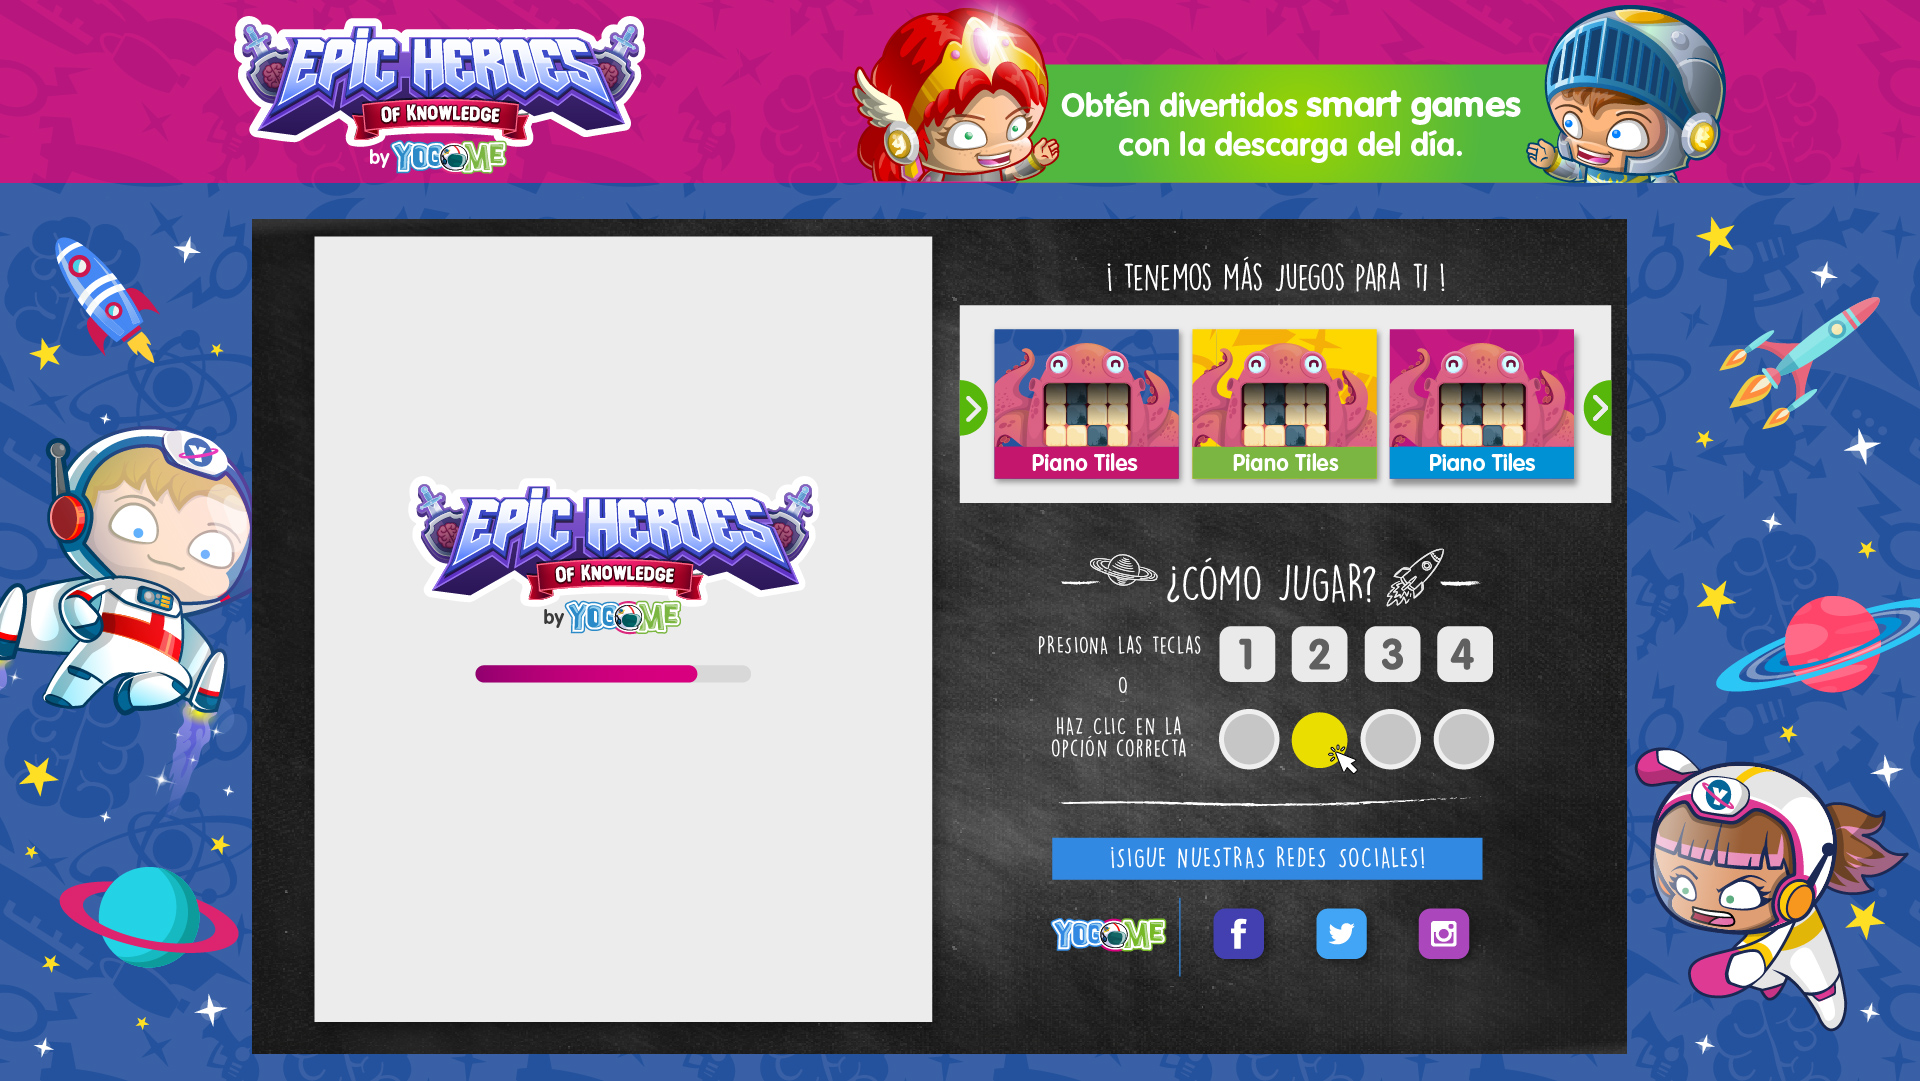 EPIC HEROES
OF KNOWLEDGE
by YOGOME
Obtén divertidos smart games
con la descarga del día.
¡ TENEMOS MÁS JUEGOS PARA TI !
Piano Tiles
Piano Tiles
Piano Tiles
EPIC HEROES
OF KNOWLEDGE
by YOGOME
¿CÓMO JUGAR?
PRESIONA LAS TECLAS
1 2 3 4
O
HAZ CLIC EN LA
OPCIÓN CORRECTA
¡SIGUE NUESTRAS REDES SOCIALES!
YOGOME